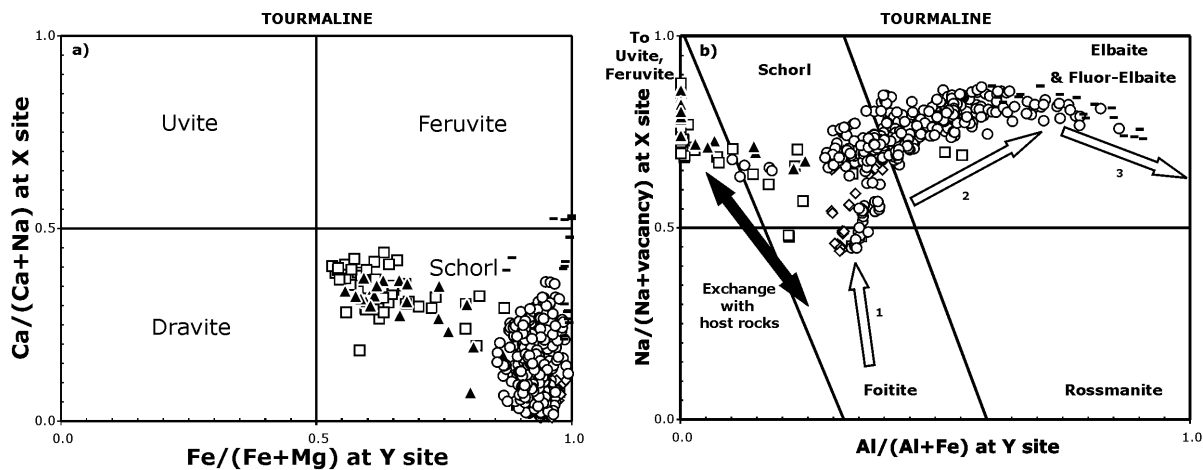 TOURMALINE
a)
1.0
0.5
0.0
Ca/(Ca+Na) at X site
Uvite
Feruvite
Schorl
Dravite
0.0
0.5
1.0
Fe/(Fe+Mg) at Y site
TOURMALINE
b)
To
Uvite,
Feruvite
1.0
0.5
0.0
Na/(Na+vacancy) at X site
Schorl
Elbaite
& Fluor-Elbaite
2
3
Exchange
with
host rocks
1
Foitite
Rossmanite
0.0
1.0
Al/(Al+Fe) at Y site